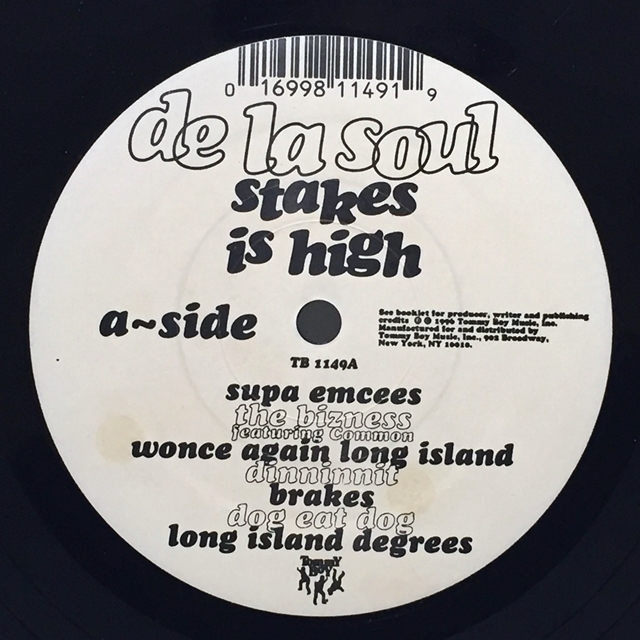 0 16998 11491 9
de la soul
stakes
is high
a~side
See booklet for producer, writer and publishing
credits © ℗ 1996 Tommy Boy Music, Inc.
Manufactured for and distributed by
Tommy Boy Music, Inc., 902 Broadway,
New York, NY 10010.
TB 1149A
supa emcees
the bizness
featuring Common
wonce again long island
dinninnit
brakes
dog eat dog
long island degrees
Tommy
Boy